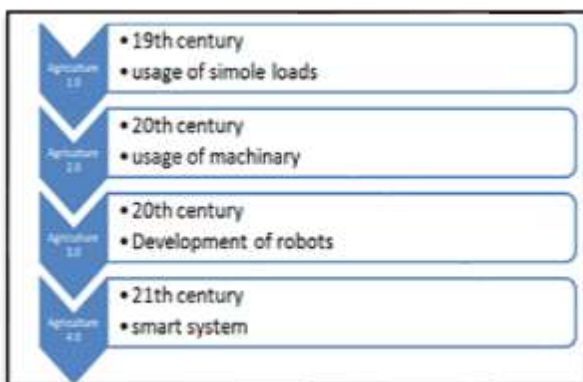 Agriculture
1.0
• 19th century
• usage of simole loads
Agriculture
2.0
• 20th century
• usage of machinary
Agriculture
3.0
• 20th century
• Development of robots
Agriculture
4.0
• 21th century
• smart system